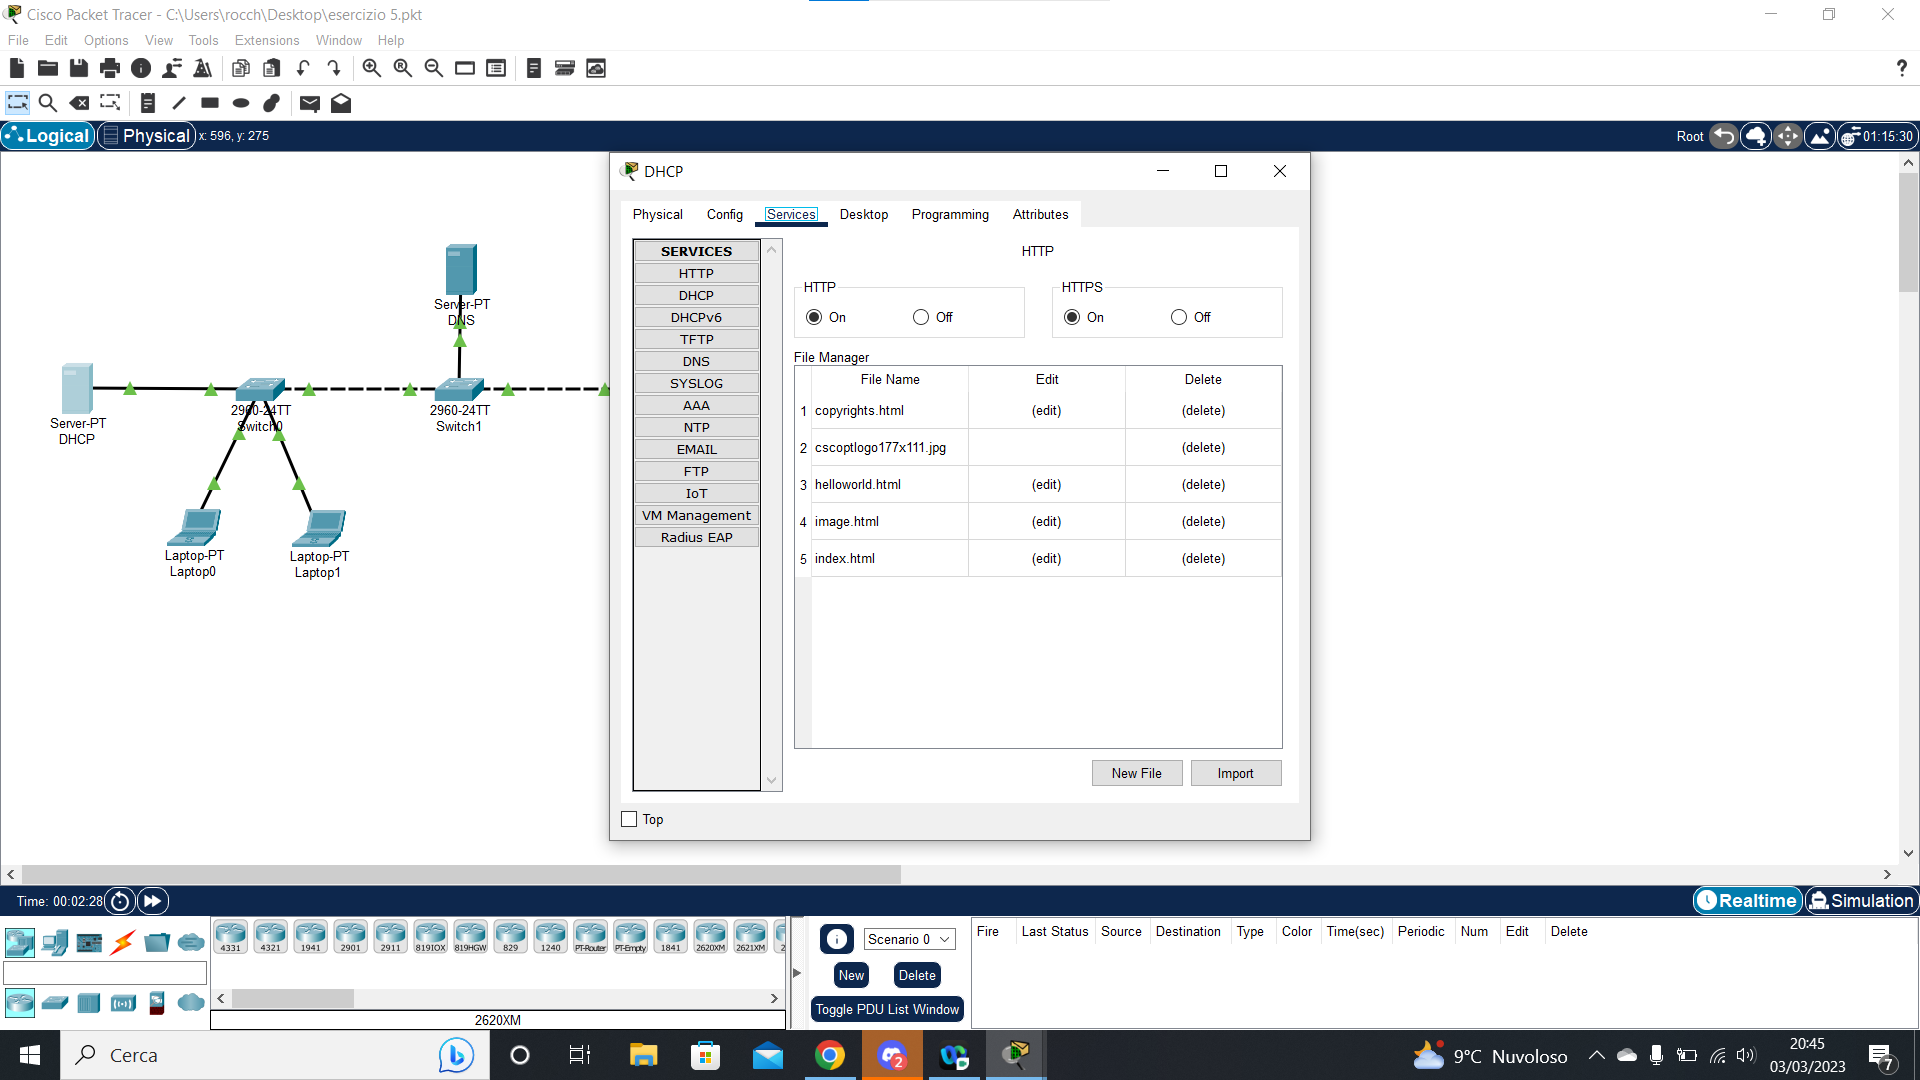 Cisco Packet Tracer - C:\Users\rocch\Desktop\esercizio 5.pkt
File Edit Options View Tools Extensions Window Help
?
Logical Physical x: 596, y: 275 Root 01:15:30
DHCP
Physical Config Services Desktop Programming Attributes
SERVICES
HTTP
DHCP
DHCPv6
TFTP
DNS
SYSLOG
AAA
NTP
EMAIL
FTP
IoT
VM Management
Radius EAP
HTTP
HTTP
On Off
HTTPS
On Off
File Manager
File Name Edit Delete
1 copyrights.html (edit) (delete)
2 cscoptlogo177x111.jpg (delete)
3 helloworld.html (edit) (delete)
4 image.html (edit) (delete)
5 index.html (edit) (delete)
New File Import
Top
Server-PT
DNS
Server-PT
DHCP
2960-24TT
Switch0
2960-24TT
Switch1
Laptop-PT
Laptop0
Laptop-PT
Laptop1
Time: 00:02:28 Realtime Simulation
4331 4321 1941 2901 2911 819IOX 819HGW 829 1240 PT-Router PT-Empty 1841 2620XM 2621XM 2
2620XM
Scenario 0
New Delete
Toggle PDU List Window
Fire Last Status Source Destination Type Color Time(sec) Periodic Num Edit Delete
Cerca
2
9°C Nuvoloso
20:45
03/03/2023
7